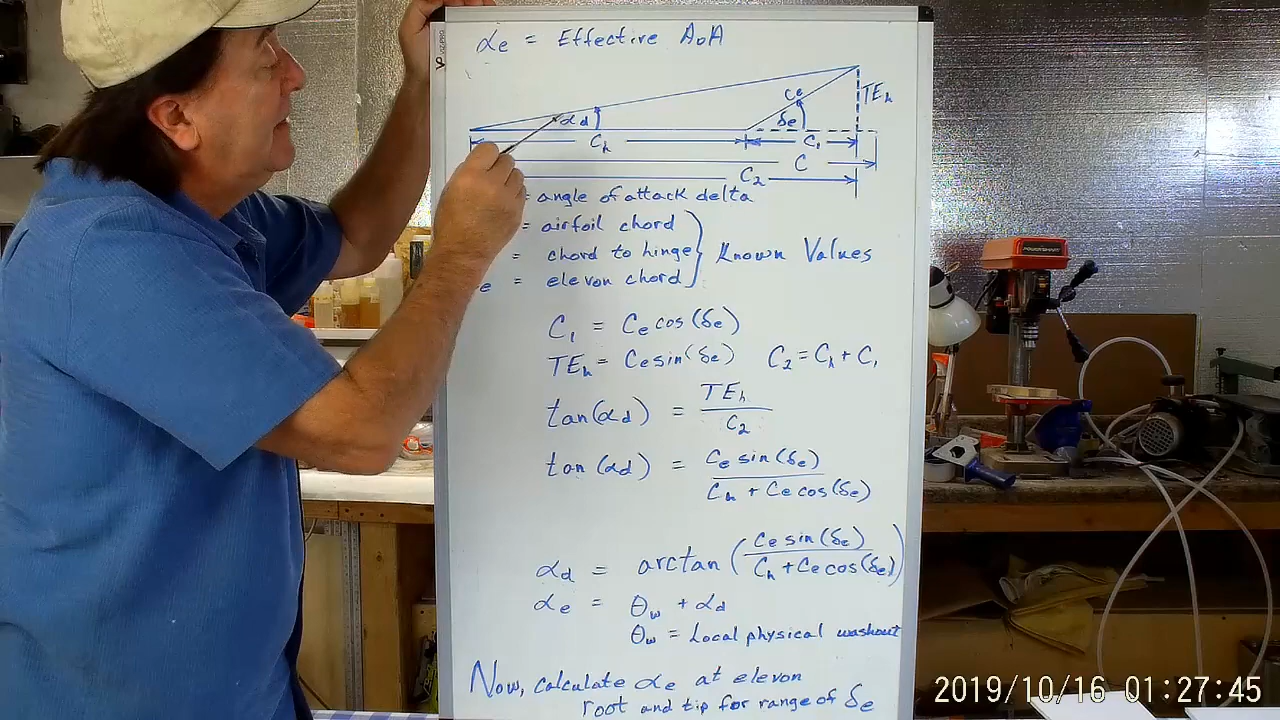 αe = Effective AoA
Ce
TEh
αd
δe
Ch
C1
C
C2
= angle of attack delta
= airfoil chord
= chord to hinge
Known Values
e = elevon chord
C1 = Ce cos(δe)
TEh = Ce sin(δe) C2 = Ch + C1
tan(αd) = TEh / C2
tan(αd) = Ce sin(δe) / Ch + Ce cos(δe)
αd = arctan(Ce sin(δe) / Ch + Ce cos(δe))
αe = θw + αd
θw = Local physical washout
Now, calculate αe at elevon
root and tip for range of δe
2019/10/16 01:27:45